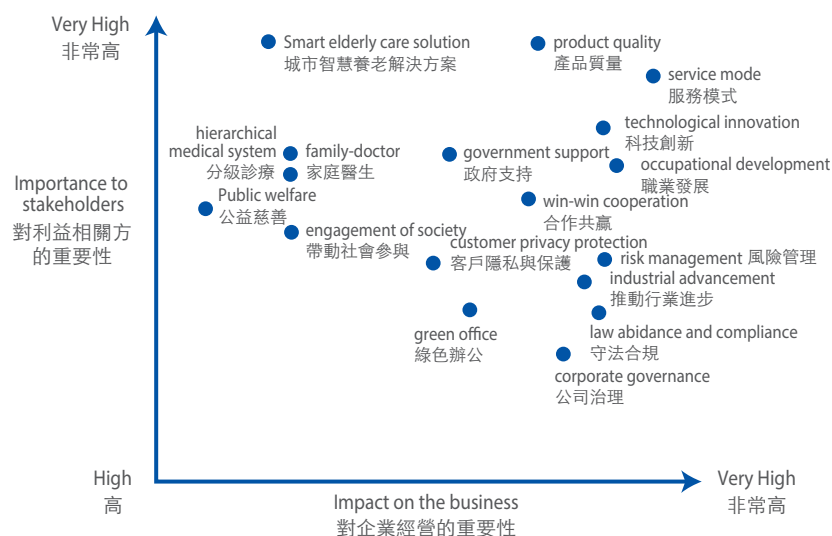 Very High
非常高
Smart elderly care solution
城市智慧養老解決方案
product quality
產品質量
service mode
服務模式
technological innovation
科技創新
hierarchical
medical system
分級診療
family-doctor
家庭醫生
government support
政府支持
occupational development
職業發展
Importance to
stakeholders
對利益相關方
的重要性
Public welfare
公益慈善
win-win cooperation
合作共贏
engagement of society
帶動社會參與
customer privacy protection
客戶隱私與保護
risk management 風險管理
industrial advancement
推動行業進步
green office
綠色辦公
law abidance and compliance
守法合規
corporate governance
公司治理
High
高
Impact on the business
對企業經營的重要性
Very High
非常高